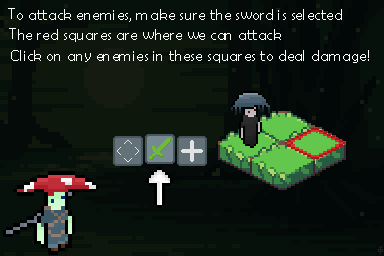 To attack enemies, make sure the sword is selected
The red squares are where we can attack
Click on any enemies in these squares to deal damage!